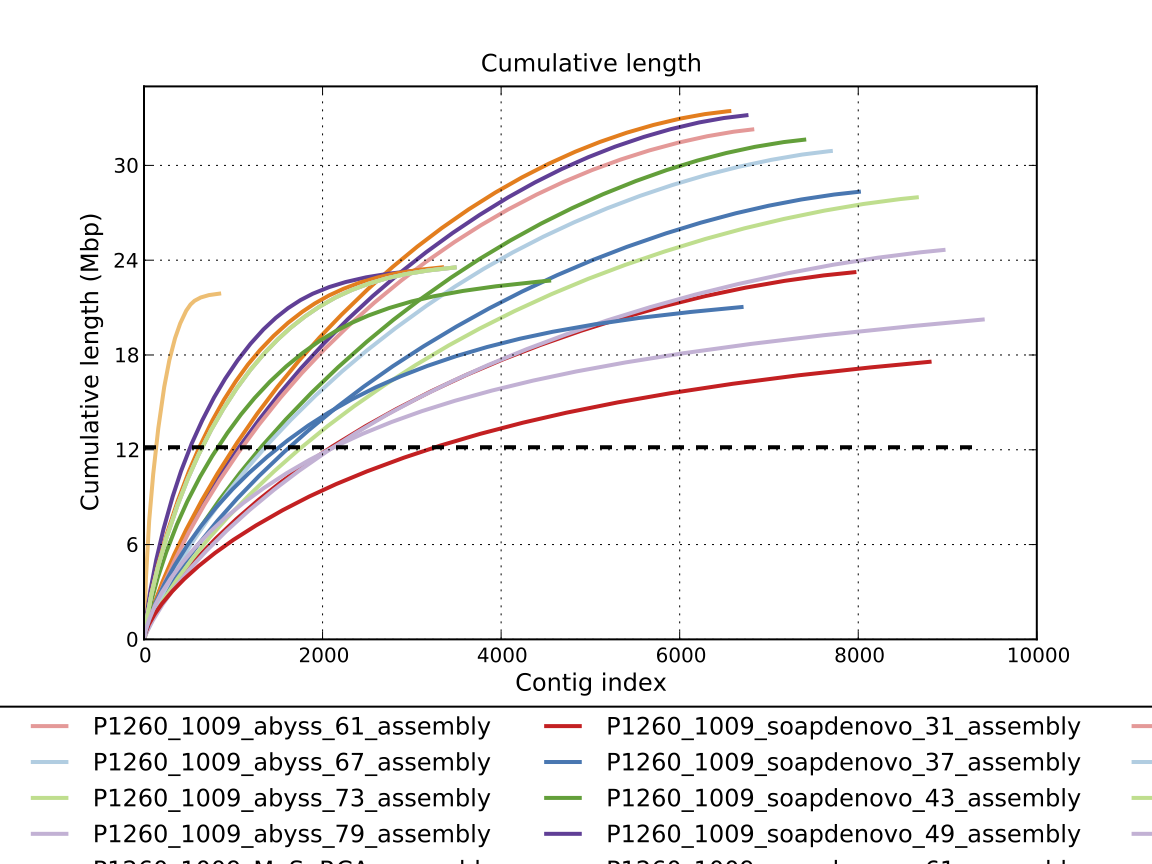 Cumulative length
Cumulative length (Mbp)
30
24
18
12
6
0
0 2000 4000 6000 8000 10000
Contig index
P1260_1009_abyss_61_assembly P1260_1009_soapdenovo_31_assembly
P1260_1009_abyss_67_assembly P1260_1009_soapdenovo_37_assembly
P1260_1009_abyss_73_assembly P1260_1009_soapdenovo_43_assembly
P1260_1009_abyss_79_assembly P1260_1009_soapdenovo_49_assembly